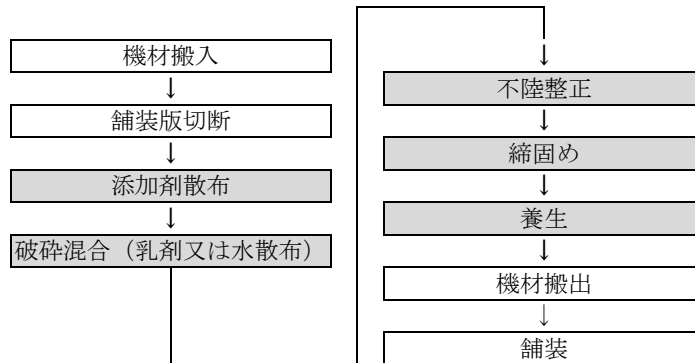 機材搬入
↓
舗装版切断
↓
添加剤散布
↓
破砕混合（乳剤又は水散布）
↓
不陸整正
↓
締固め
↓
養生
↓
機材搬出
↓
舗装